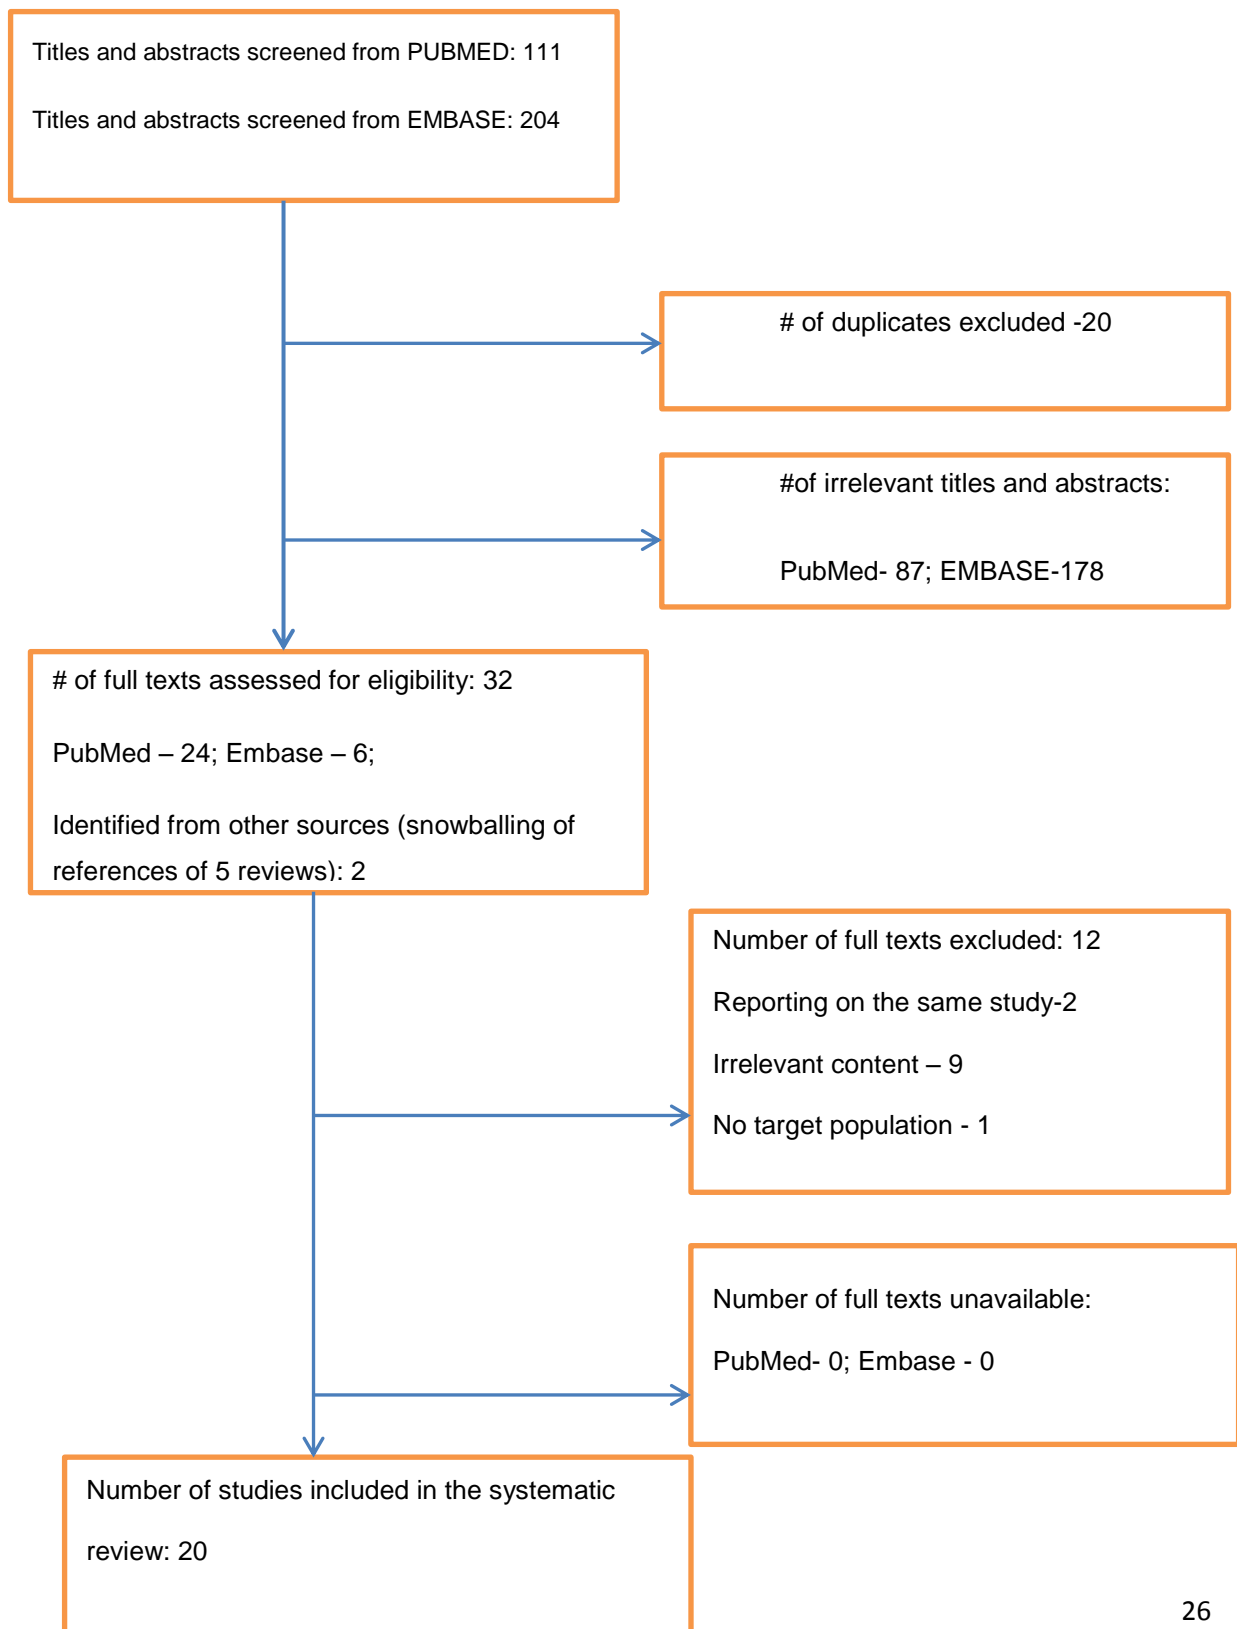 Titles and abstracts screened from PUBMED: 111
Titles and abstracts screened from EMBASE: 204
# of duplicates excluded -20
#of irrelevant titles and abstracts:
PubMed- 87; EMBASE-178
# of full texts assessed for eligibility: 32
PubMed – 24; Embase – 6;
Identified from other sources (snowballing of
references of 5 reviews): 2
Number of full texts excluded: 12
Reporting on the same study-2
Irrelevant content – 9
No target population - 1
Number of full texts unavailable:
PubMed- 0; Embase - 0
Number of studies included in the systematic
review: 20
26